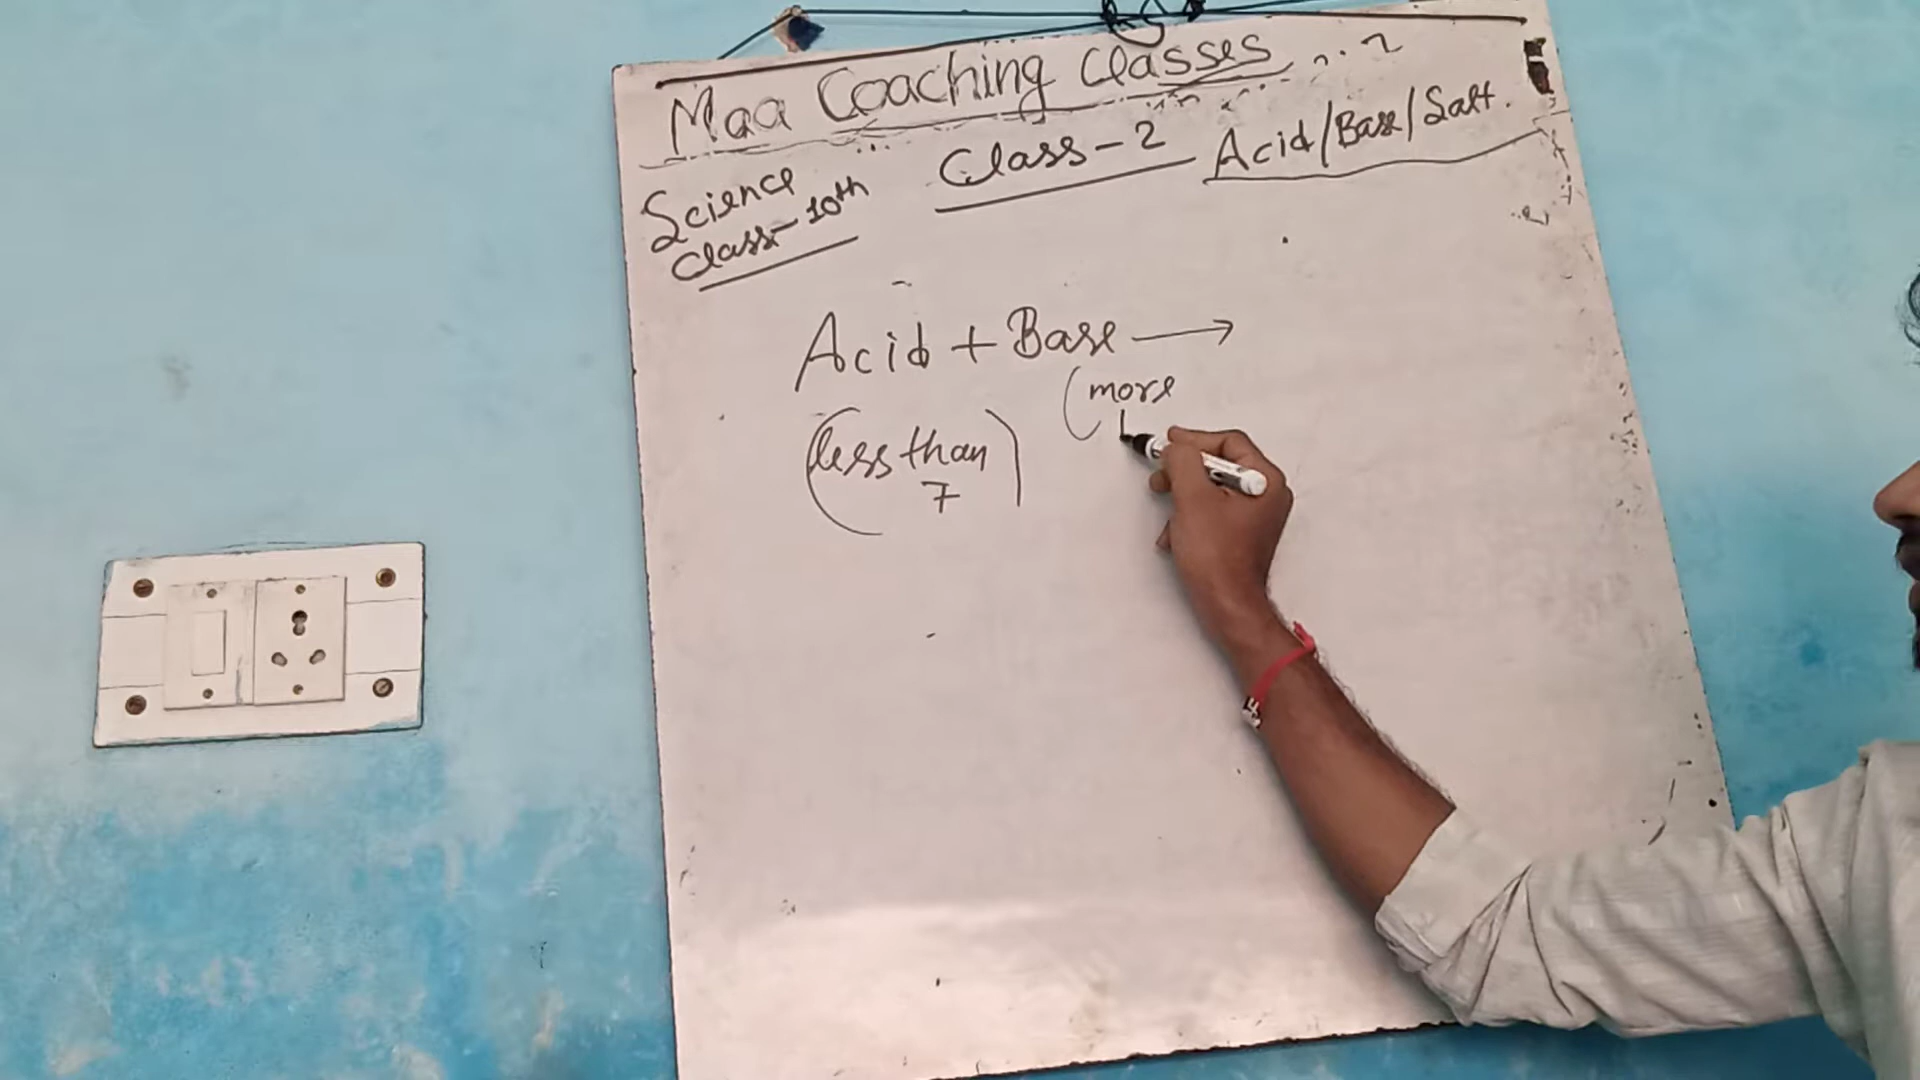 Maa Coaching Classes
Science
Class-10th
Class-2
Acid/Base/Salt.
Acid + Base →
(less than
7)
(more